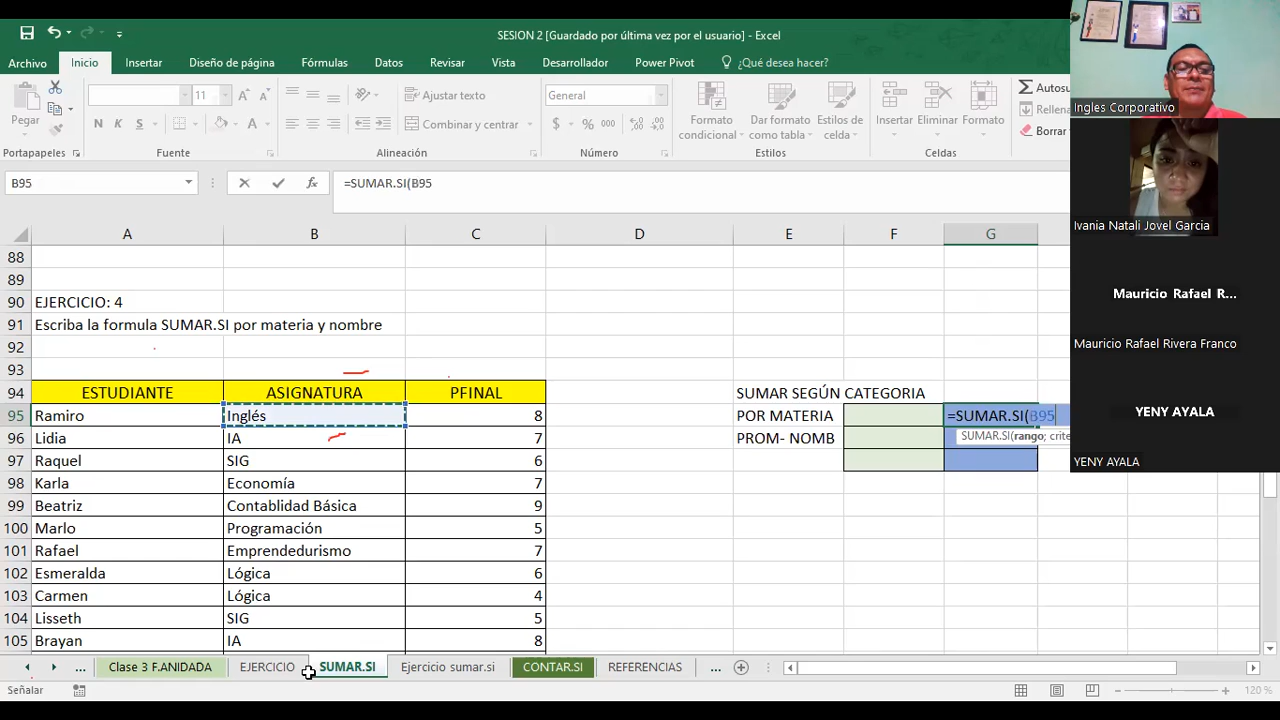 SESION 2 [Guardado por última vez por el usuario] - Excel
Archivo Inicio Insertar Diseño de página Fórmulas Datos Revisar Vista Desarrollador Power Pivot ¿Qué desea hacer?
Pegar
11
Ajustar texto
General
Combinar y centrar
Formato condicional
Dar formato como tabla
Estilos de celda
Insertar Eliminar Formato
Autosu
Rellena
Borrar
Portapapeles Fuente Alineación Número Estilos Celdas
B95 =SUMAR.SI(B95
A B C D E F G
88
89
90 EJERCICIO: 4
91 Escriba la formula SUMAR.SI por materia y nombre
92
93
94 ESTUDIANTE ASIGNATURA PFINAL SUMAR SEGÚN CATEGORIA
95 Ramiro Inglés 8 POR MATERIA =SUMAR.SI(B95
96 Lidia IA 7 PROM- NOMB SUMAR.SI(rango; crite
97 Raquel SIG 6
98 Karla Economía 7
99 Beatriz Contablidad Básica 9
100 Marlo Programación 5
101 Rafael Emprendedurismo 7
102 Esmeralda Lógica 6
103 Carmen Lógica 4
104 Lisseth SIG 5
105 Brayan IA 8
... Clase 3 F.ANIDADA EJERCICIO SUMAR.SI Ejercicio sumar.si CONTAR.SI REFERENCIAS ...
Señalar 120 %
Ingles Corporativo
Ivania Natali Jovel Garcia
Mauricio Rafael R...
Mauricio Rafael Rivera Franco
YENY AYALA
YENY AYALA